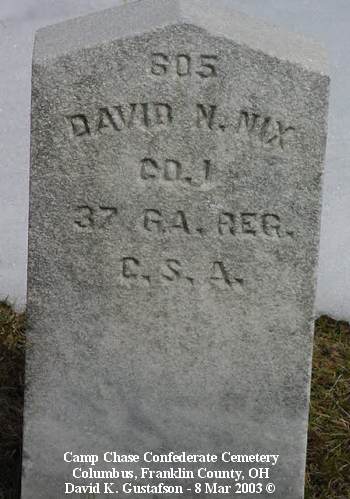 605
DAVID N. NIX
CO. I
37 GA. REG.
C. S. A.
Camp Chase Confederate Cemetery
Columbus, Franklin County, OH
David K. Gustafson - 8 Mar 2003 ©